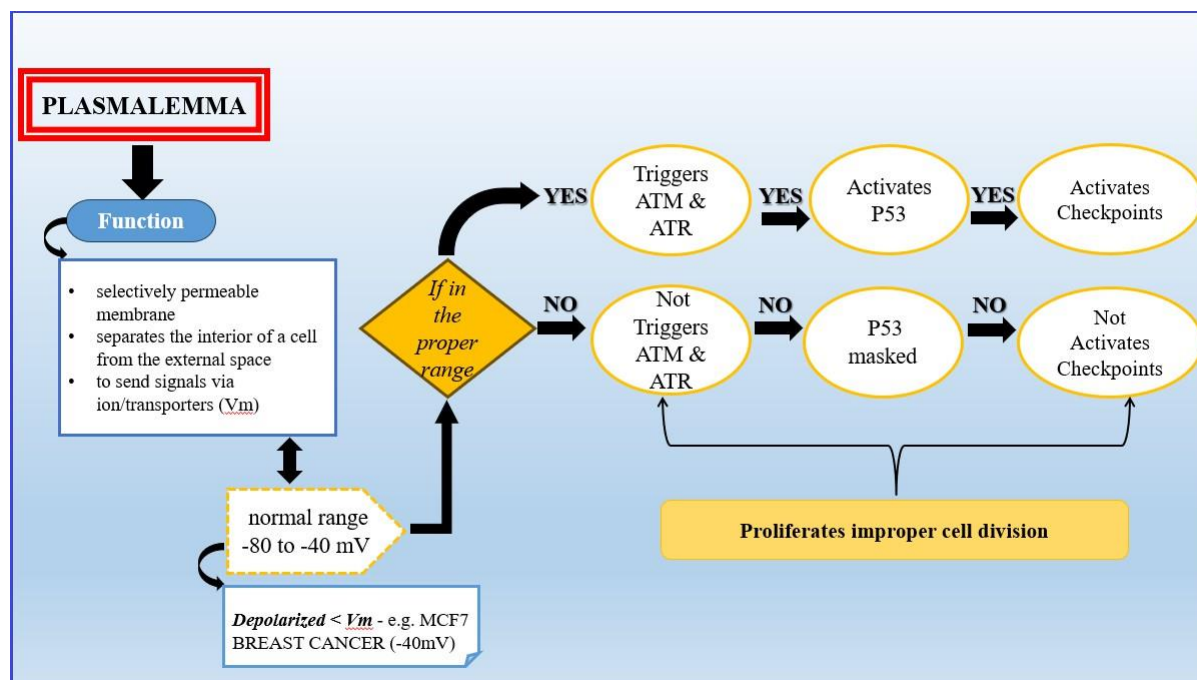 PLASMALEMMA
Function
• selectively permeable
membrane
• separates the interior of a cell
from the external space
• to send signals via
ion/transporters (Vm)
normal range
-80 to -40 mV
Depolarized < Vm - e.g. MCF7
BREAST CANCER (-40mV)
If in
the
proper
range
YES
Triggers
ATM &
ATR
YES
Activates
P53
YES
Activates
Checkpoints
NO
Not
Triggers
ATM &
ATR
NO
P53
masked
NO
Not
Activates
Checkpoints
Proliferates improper cell division